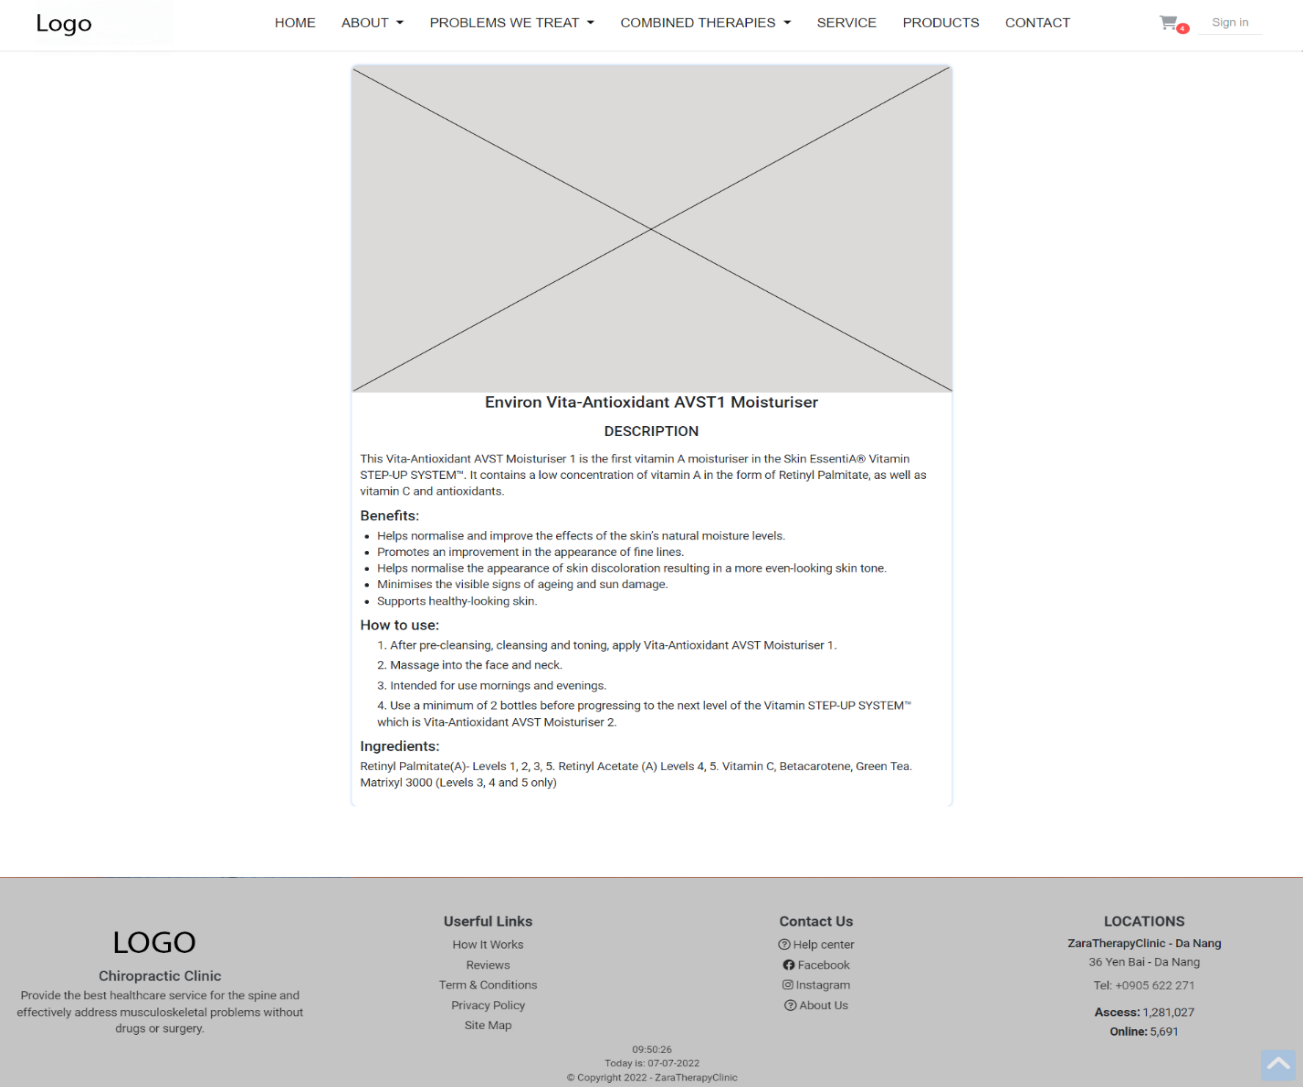 Logo
HOME ABOUT PROBLEMS WE TREAT COMBINED THERAPIES SERVICE PRODUCTS CONTACT 4 Sign in
Environ Vita-Antioxidant AVST1 Moisturiser
DESCRIPTION
This Vita-Antioxidant AVST Moisturiser 1 is the first vitamin A moisturiser in the Skin EssentiA® Vitamin
STEP-UP SYSTEM™. It contains a low concentration of vitamin A in the form of Retinyl Palmitate, as well as
vitamin C and antioxidants.
Benefits:
• Helps normalise and improve the effects of the skin’s natural moisture levels.
• Promotes an improvement in the appearance of fine lines.
• Helps normalise the appearance of skin discoloration resulting in a more even-looking skin tone.
• Minimises the visible signs of ageing and sun damage.
• Supports healthy-looking skin.
How to use:
1. After pre-cleansing, cleansing and toning, apply Vita-Antioxidant AVST Moisturiser 1.
2. Massage into the face and neck.
3. Intended for use mornings and evenings.
4. Use a minimum of 2 bottles before progressing to the next level of the Vitamin STEP-UP SYSTEM™
which is Vita-Antioxidant AVST Moisturiser 2.
Ingredients:
Retinyl Palmitate(A)- Levels 1, 2, 3, 5. Retinyl Acetate (A) Levels 4, 5. Vitamin C, Betacarotene, Green Tea.
Matrixyl 3000 (Levels 3, 4 and 5 only)
LOGO
Chiropractic Clinic
Provide the best healthcare service for the spine and
effectively address musculoskeletal problems without
drugs or surgery.
Userful Links
How It Works
Reviews
Term & Conditions
Privacy Policy
Site Map
Contact Us
Help center
Facebook
Instagram
About Us
LOCATIONS
ZaraTherapyClinic - Da Nang
36 Yen Bai - Da Nang
Tel: +0905 622 271
Ascess: 1,281,027
Online: 5,691
09:50:26
Today is: 07-07-2022
© Copyright 2022 - ZaraTherapyClinic